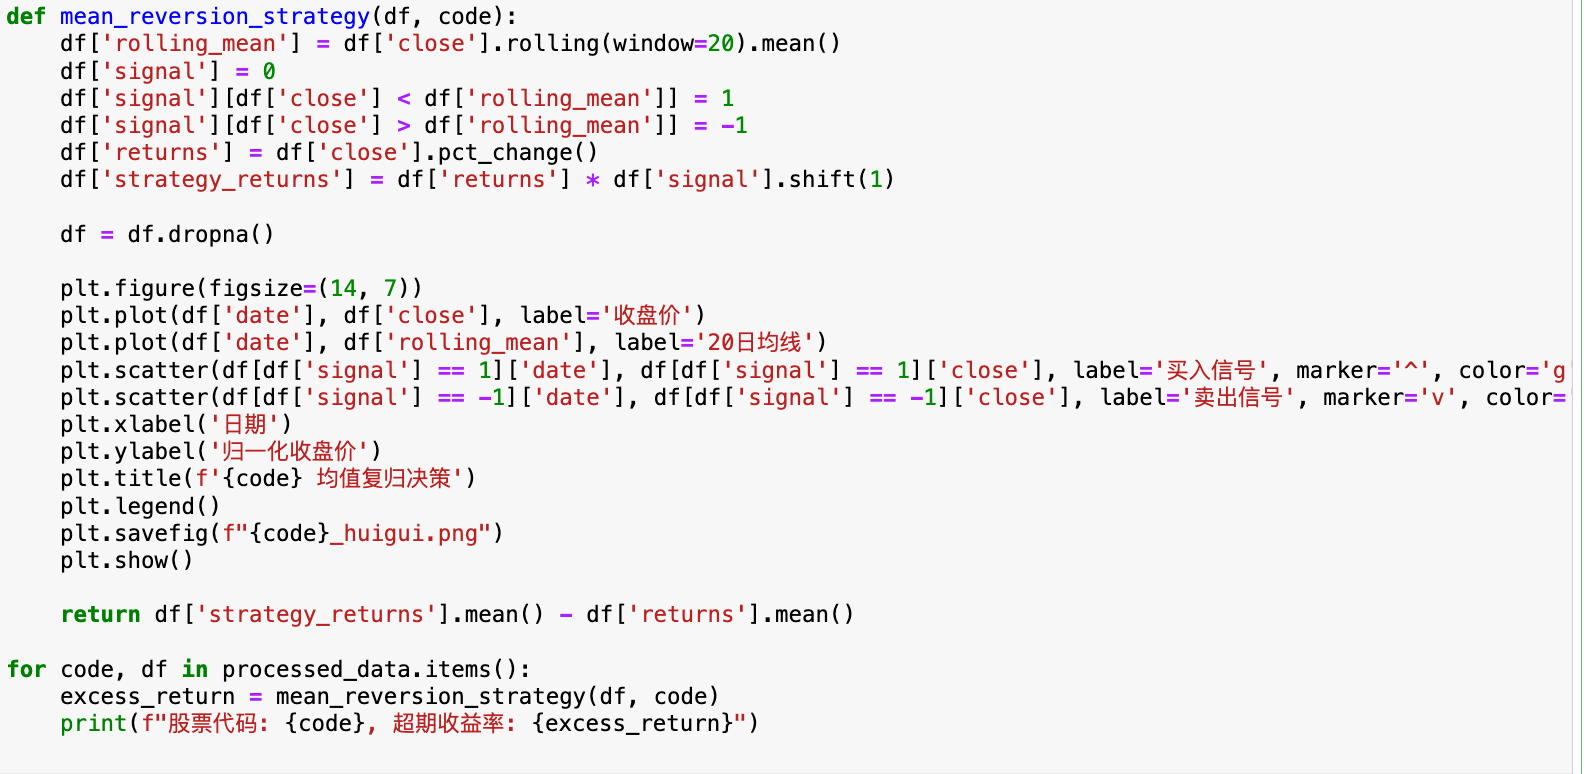 def mean_reversion_strategy(df, code):
    df['rolling_mean'] = df['close'].rolling(window=20).mean()
    df['signal'] = 0
    df['signal'][df['close'] < df['rolling_mean']] = 1
    df['signal'][df['close'] > df['rolling_mean']] = -1
    df['returns'] = df['close'].pct_change()
    df['strategy_returns'] = df['returns'] * df['signal'].shift(1)

    df = df.dropna()

    plt.figure(figsize=(14, 7))
    plt.plot(df['date'], df['close'], label='收盘价')
    plt.plot(df['date'], df['rolling_mean'], label='20日均线')
    plt.scatter(df[df['signal'] == 1]['date'], df[df['signal'] == 1]['close'], label='买入信号', marker='^', color='g
    plt.scatter(df[df['signal'] == -1]['date'], df[df['signal'] == -1]['close'], label='卖出信号', marker='v', color='
    plt.xlabel('日期')
    plt.ylabel('归一化收盘价')
    plt.title(f'{code} 均值复归决策')
    plt.legend()
    plt.savefig(f"{code}_huigui.png")
    plt.show()

    return df['strategy_returns'].mean() - df['returns'].mean()

for code, df in processed_data.items():
    excess_return = mean_reversion_strategy(df, code)
    print(f"股票代码: {code}, 超期收益率: {excess_return}")